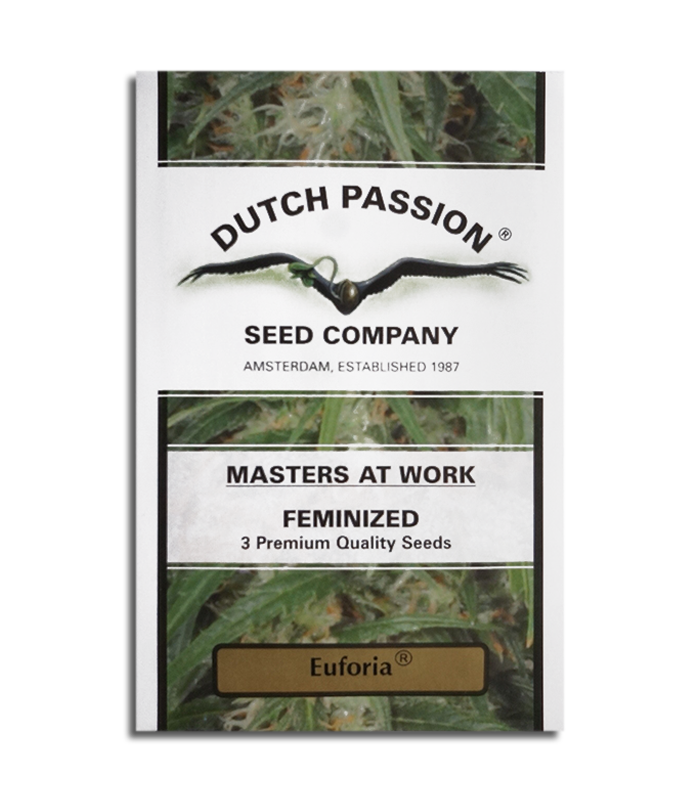 DUTCH PASSION®
SEED COMPANY
AMSTERDAM, ESTABLISHED 1987
MASTERS AT WORK
FEMINIZED
3 Premium Quality Seeds
Euforia®